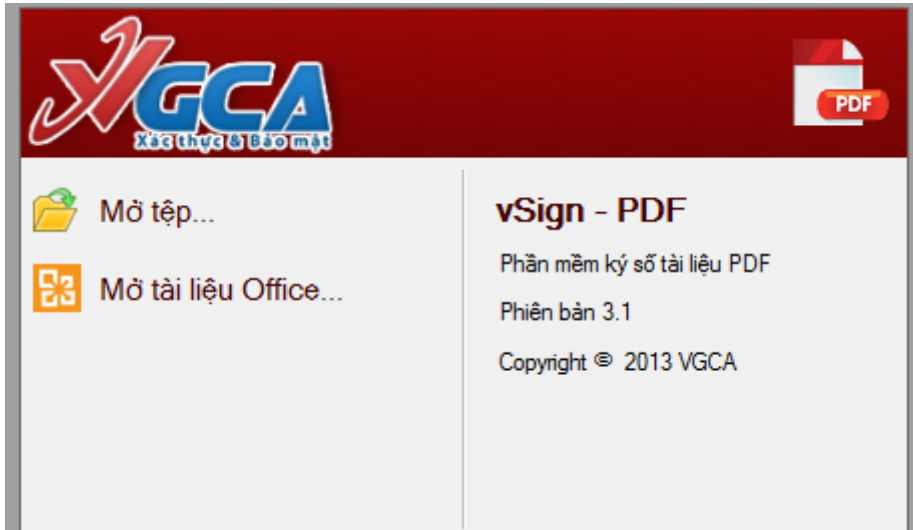 VGCA
Xác thực & Bảo mật
PDF
Mở tệp...
Mở tài liệu Office...
vSign - PDF
Phần mềm ký số tài liệu PDF
Phiên bản 3.1
Copyright © 2013 VGCA